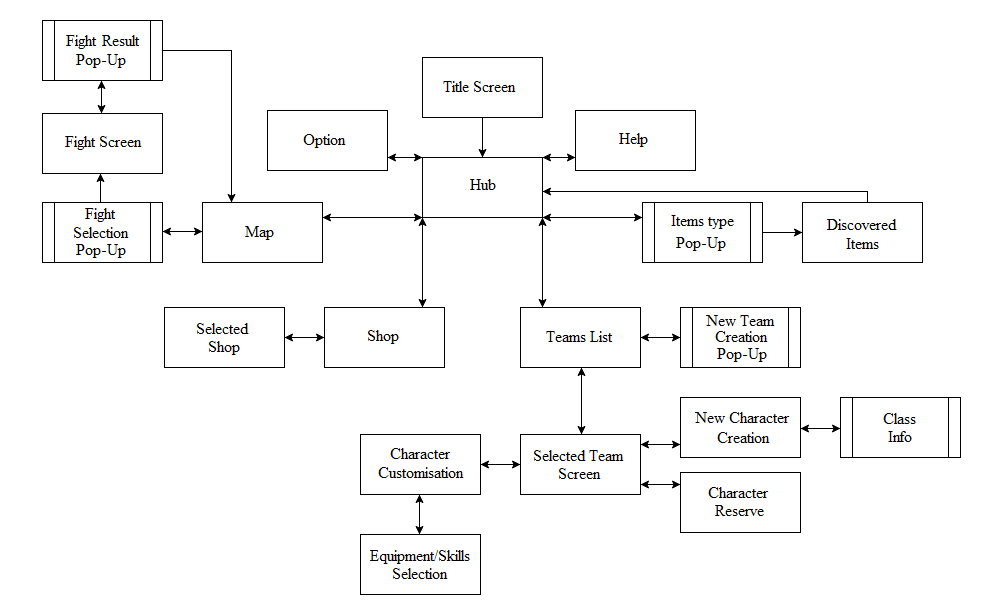 Fight Result
Pop-Up
Title Screen
Option
Help
Fight Screen
Hub
Fight
Selection
Pop-Up
Map
Items type
Pop-Up
Discovered
Items
Selected
Shop
Shop
Teams List
New Team
Creation
Pop-Up
New Character
Creation
Class
Info
Character
Customisation
Selected Team
Screen
Character
Reserve
Equipment/Skills
Selection